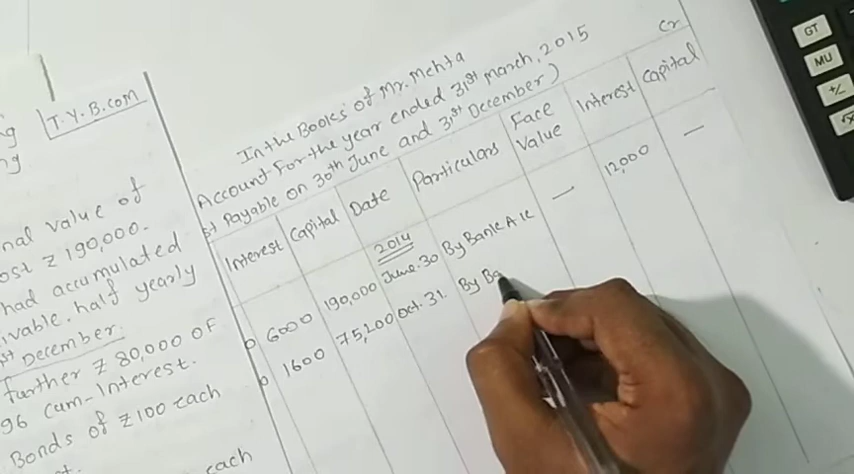 T.Y.B.com
nal value of
ost ₹190,000.
had accumulated
ivable half yearly
st December.
further ₹80,000 OF
96 cum-Interest.
Bonds of ₹100 each
each
In the Books of Mr. Mehta
Account For the year ended 31st march, 2015
st Payable on 30th June and 31st December)
Cr
Interest Capital Date Particulars Face Value Interest Capital
2014
6000 190,000 June.30 By Bank A/c — 12,000 —
1600 75,200 Oct.31. By Ba
GT
MU
+/-